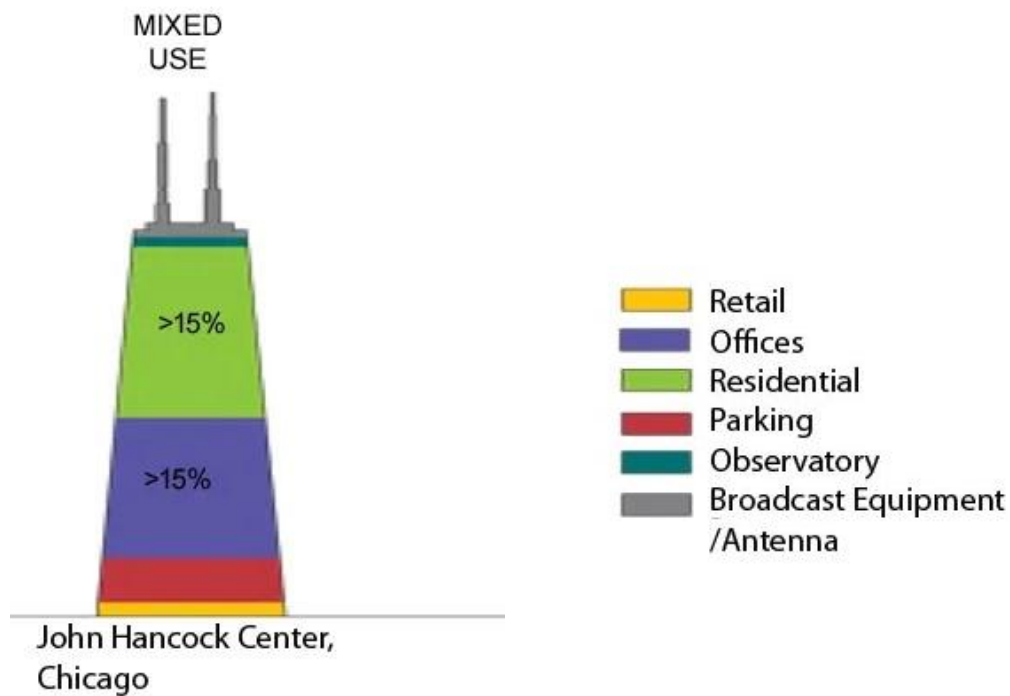 MIXED
USE
>15%
>15%
John Hancock Center,
Chicago
Retail
Offices
Residential
Parking
Observatory
Broadcast Equipment
/Antenna